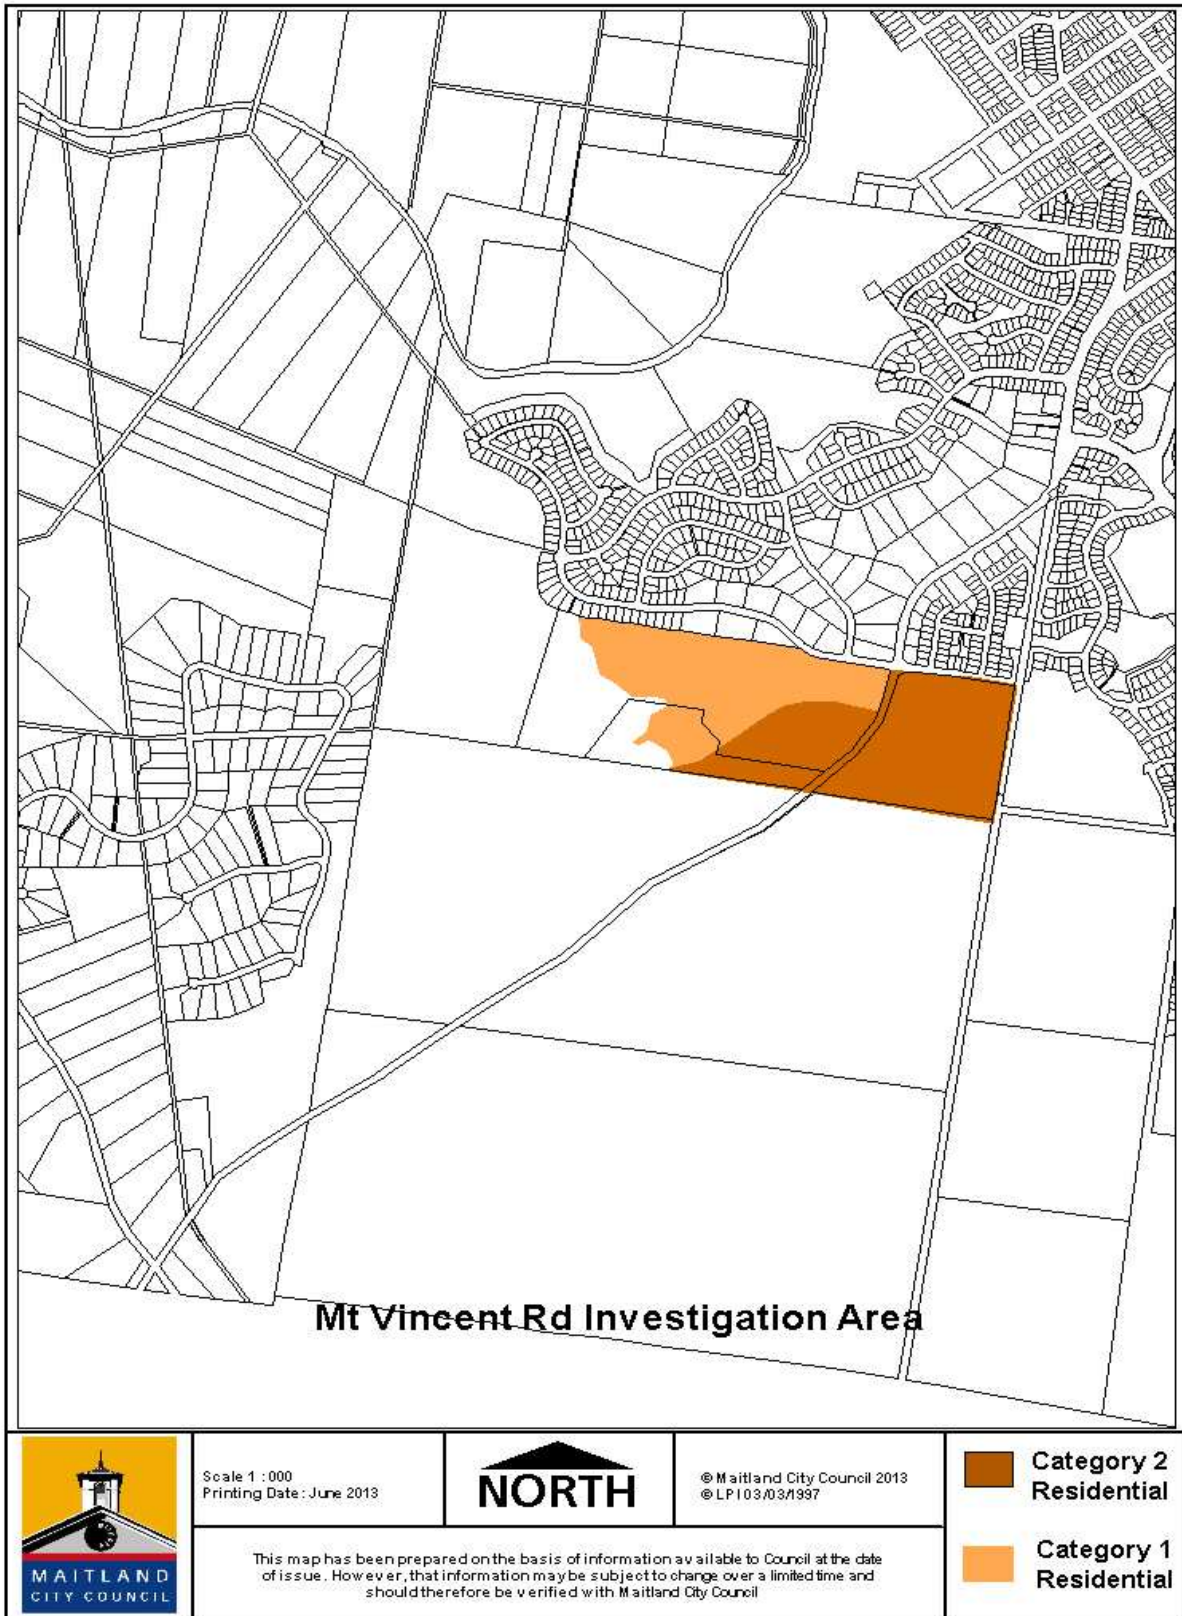 Mt Vincent Rd Investigation Area
MAITLAND
CITY COUNCIL
Scale 1 :000
Printing Date: June 2013
NORTH
© Maitland City Council 2013
© LPI 03/03/1997
This map has been prepared on the basis of information available to Council at the date
of issue. However, that information may be subject to change over a limited time and
should therefore be verified with Maitland City Council
Category 2
Residential
Category 1
Residential